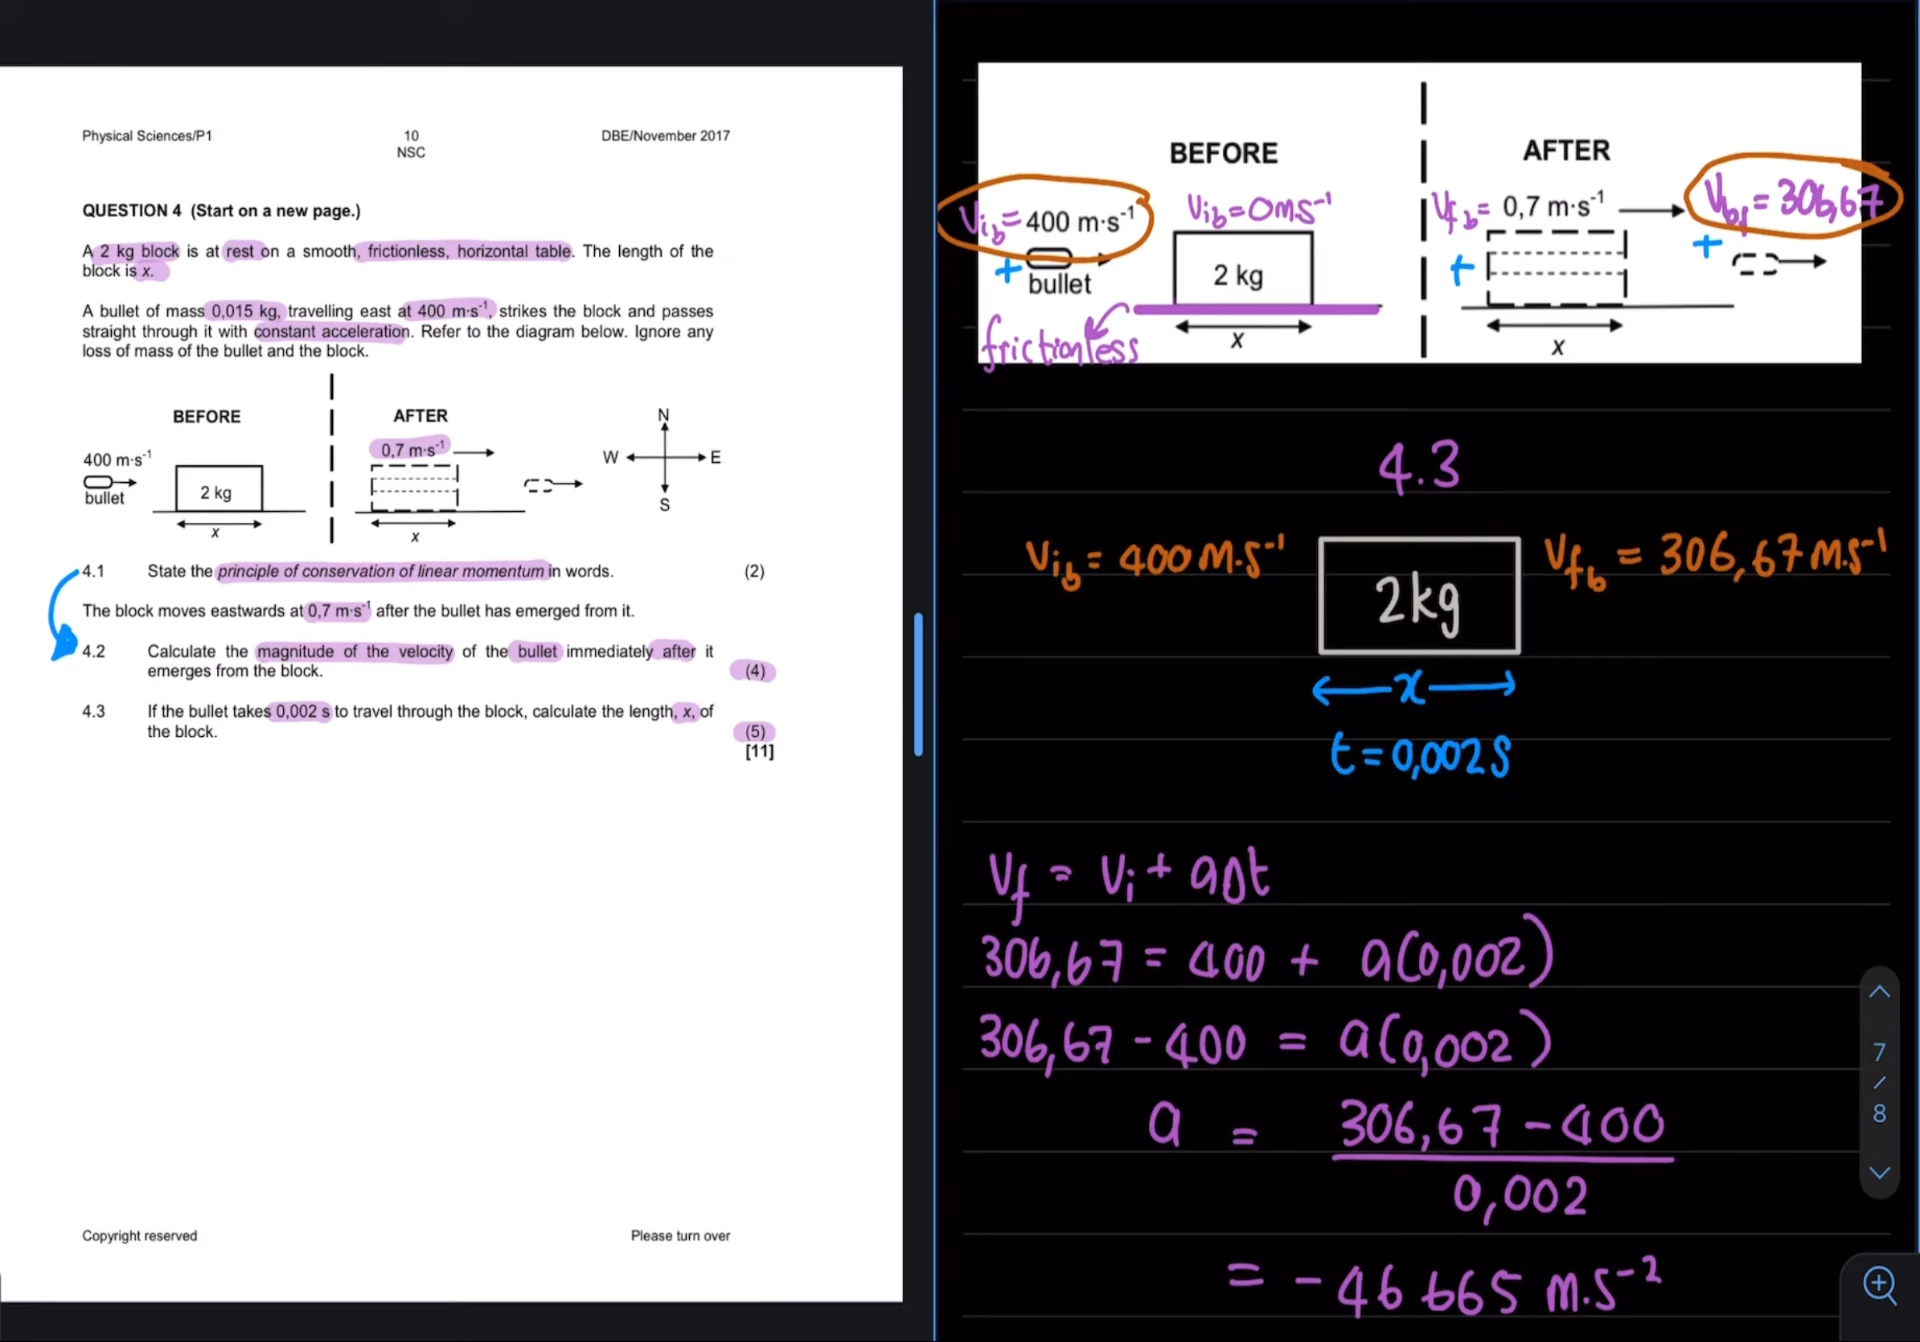 Physical Sciences/P1
10
NSC
DBE/November 2017
QUESTION 4 (Start on a new page.)
A 2 kg block is at rest on a smooth, frictionless, horizontal table. The length of the
block is x.
A bullet of mass 0,015 kg, travelling east at 400 m·s⁻¹, strikes the block and passes
straight through it with constant acceleration. Refer to the diagram below. Ignore any
loss of mass of the bullet and the block.
BEFORE
AFTER
400 m·s⁻¹
bullet
2 kg
x
0,7 m·s⁻¹
x
N
W
E
S
4.1 State the principle of conservation of linear momentum in words. (2)
The block moves eastwards at 0,7 m·s⁻¹ after the bullet has emerged from it.
4.2 Calculate the magnitude of the velocity of the bullet immediately after it
emerges from the block. (4)
4.3 If the bullet takes 0,002 s to travel through the block, calculate the length, x, of
the block. (5)
[11]
Copyright reserved
Please turn over
BEFORE
AFTER
Vib = 400 m·s⁻¹
Vib = 0 m.s⁻¹
Vfb = 0,7 m·s⁻¹
Vbf = 306,67
+
bullet
2 kg
+
+
frictionless
x
x
4.3
Vib = 400 m.s⁻¹
2kg
Vfb = 306,67 m.s⁻¹
x
t = 0,002 s
Vf = Vi + aΔt
306,67 = 400 + a(0,002)
306,67 - 400 = a(0,002)
a = 306,67 - 400
0,002
= - 46 665 m.s⁻²
7
/
8